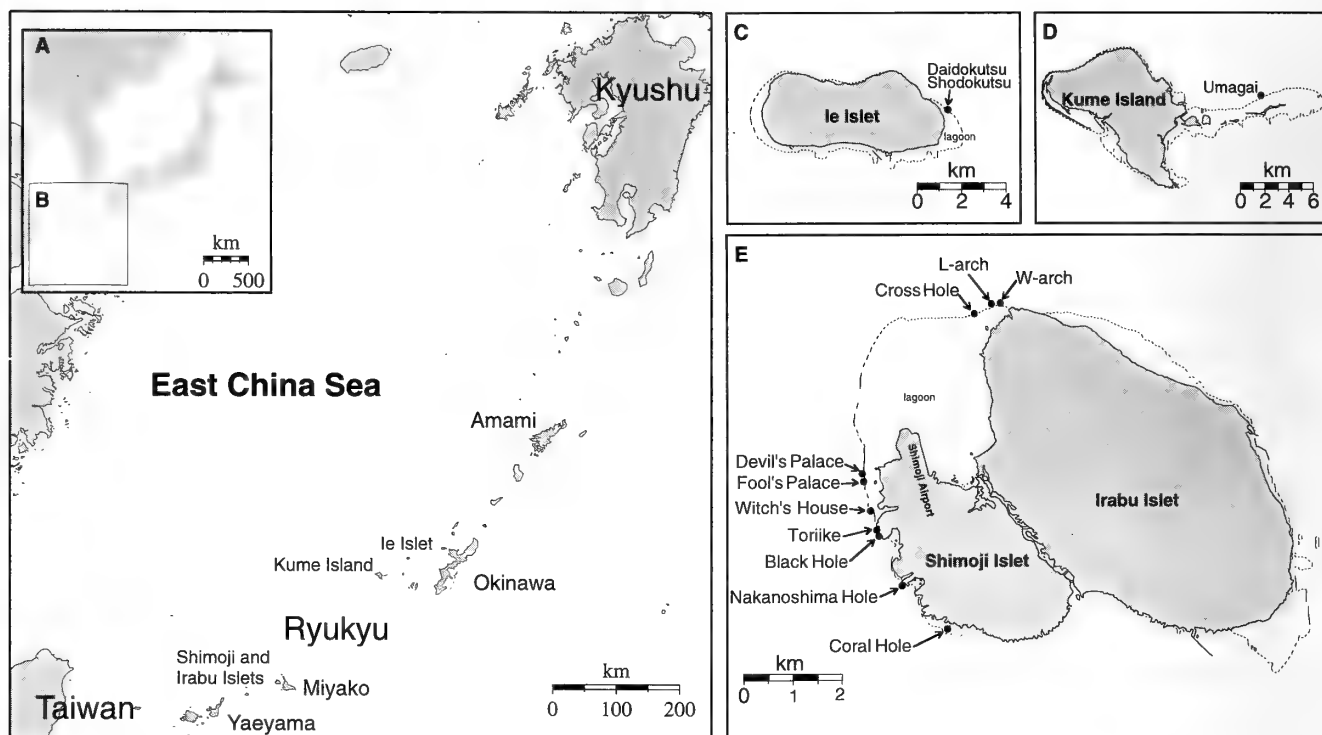 A
B
km
0 500
Kyushu
East China Sea
Amami
Ie Islet
Kume Island
Okinawa
Ryukyu
Shimoji and
Irabu Islets
Miyako
Taiwan
Yaeyama
km
0 100 200
C
Daidokutsu
Shodokutsu
Ie Islet
lagoon
km
0 2 4
D
Umagai
Kume Island
km
0 2 4 6
E
L-arch
W-arch
Cross Hole
lagoon
Devil's Palace
Fool's Palace
Shimoji Airport
Witch's House
Toriike
Black Hole
Irabu Islet
Shimoji Islet
Nakanoshima Hole
Coral Hole
km
0 1 2